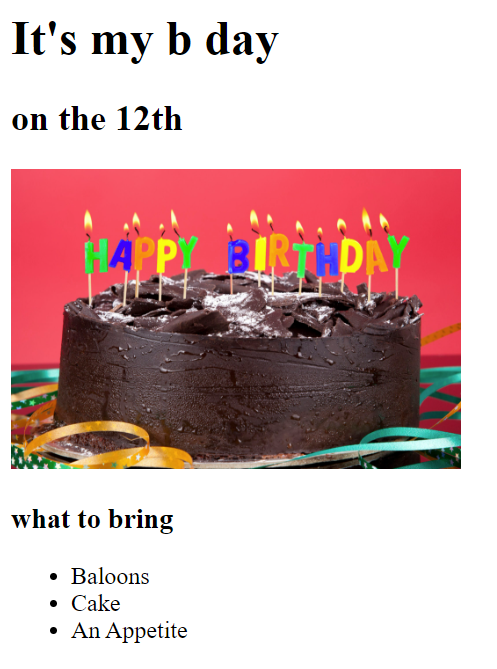 It's my b day
on the 12th
HAPPY BIRTHDAY
what to bring
Baloons
Cake
An Appetite